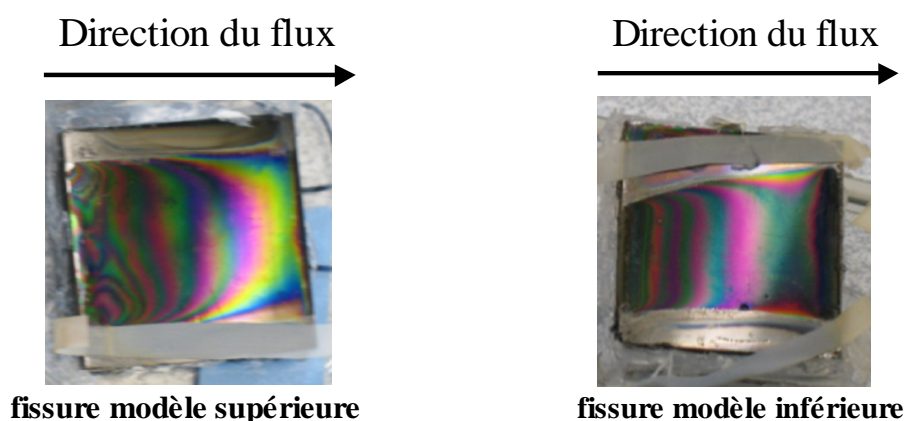 Direction du flux
Direction du flux
fissure modèle supérieure
fissure modèle inférieure